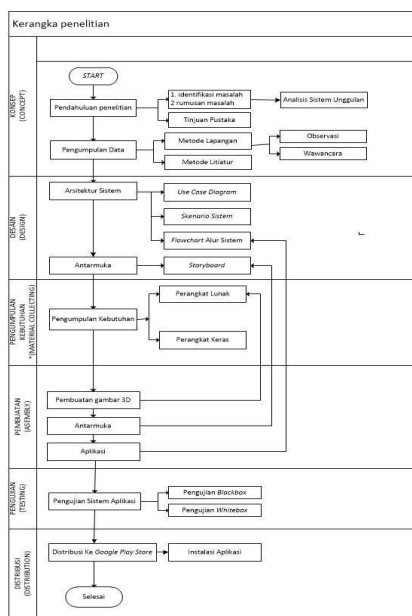 Kerangka penelitian
KONSEP
(CONCEPT)
START
Pendahuluan penelitian
1. identifikasi masalah
2 rumusan masalah
Analisis Sistem Unggulan
Tinjuan Pustaka
Pengumpulan Data
Metode Lapangan
Observasi
Wawancara
Metode Litiatur
DESAIN
(DESIGN)
Arsitektur Sistem
Use Case Diagram
Skenario Sistem
Flowchart Alur Sistem
Antarmuka
Storyboard
PENGUMPULAN
KEBUTUHAN
*(MATERIAL COLLECTING)
Pengumpulan Kebutuhan
Perangkat Lunak
Perangkat Keras
PEMBUATAN
(ASEMBLY)
Pembuatan gambar 3D
Antarmuka
Aplikasi
PENGUJIAN
(TESTING)
Pengujian Sistem Aplikasi
Pengujian Blackbox
Pengujian Whitebox
DISTRIBUSI
(DISTRIBUTION)
Distribusi Ke Google Play Store
Instalasi Aplikasi
Selesai